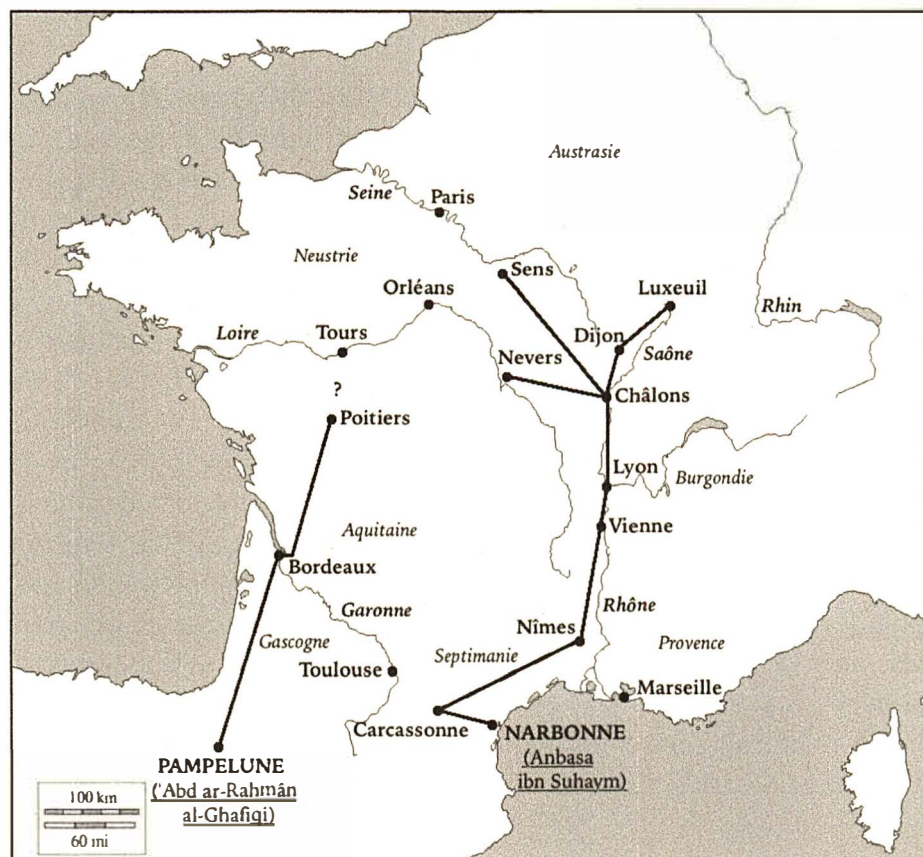 Austrasie
Seine
Paris
Neustrie
Sens
Orléans
Luxeuil
Rhin
Loire
Tours
Dijon
Saône
Nevers
?
Châlons
Poitiers
Lyon
Burgondie
Vienne
Aquitaine
Bordeaux
Garonne
Rhône
Nîmes
Gascogne
Septimanie
Provence
Toulouse
Marseille
Carcassonne
NARBONNE
(Anbasa
ibn Suhaym)
PAMPELUNE
('Abd ar-Rahmân
al-Ghafiqi)
100 km
60 mi